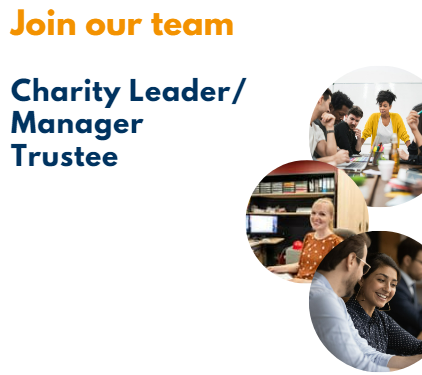 Join our team
Charity Leader/
Manager
Trustee